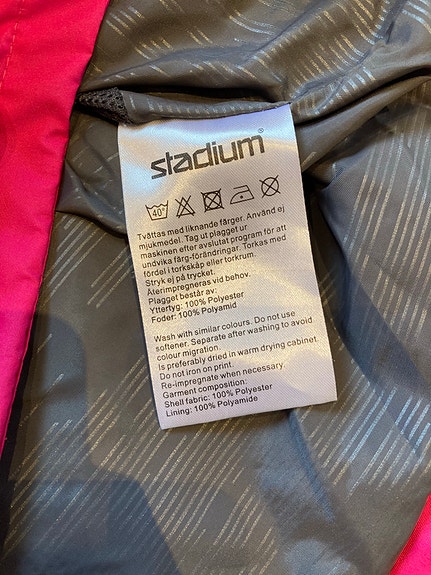 stadium®
40°
Tvättas med liknande färger. Använd ej
mjukmedel. Tag ut plagget ur
maskinen efter avslutat program för att
undvika färg-förändringar. Torkas med
fördel i torkskåp eller torkrum.
Stryk ej på trycket.
Återimpregneras vid behov.
Plagget består av:
Yttertyg: 100% Polyester
Foder: 100% Polyamid
Wash with similar colours. Do not use
softener. Separate after washing to avoid
colour migration.
Is preferably dried in warm drying cabinet.
Do not iron on print.
Re-impregnate when necessary.
Garment composition:
Shell fabric: 100% Polyester
Lining: 100% Polyamide